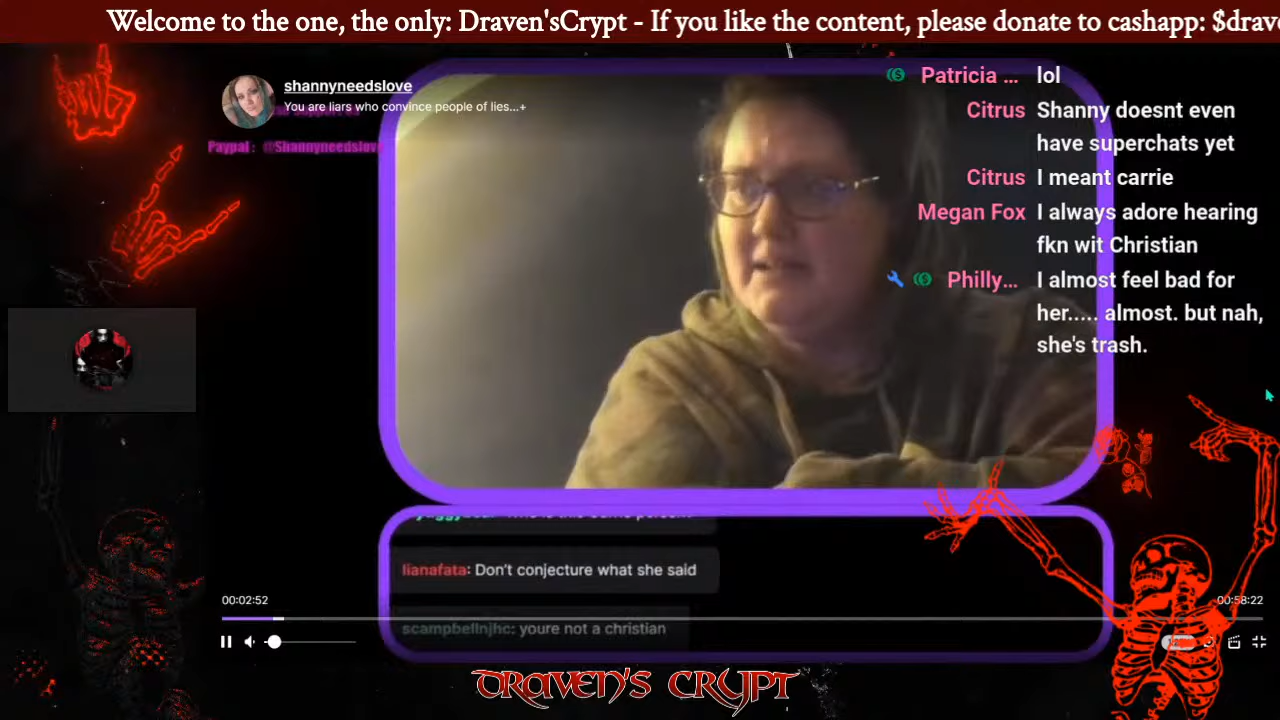 Welcome to the one, the only: Draven'sCrypt - If you like the content, please donate to cashapp: $drav
shannyneedslove
You are liars who convince people of lies...+
Paypal: @Shannyneedslove
Patricia ... lol
Citrus Shanny doesnt even
have superchats yet
Citrus I meant carrie
Megan Fox I always adore hearing
fkn wit Christian
Philly... I almost feel bad for
her..... almost. but nah,
she's trash.
lianafata: Don't conjecture what she said
scampbellnjhc: youre not a christian
00:02:52
00:58:22
DRAVEN'S CRYPT